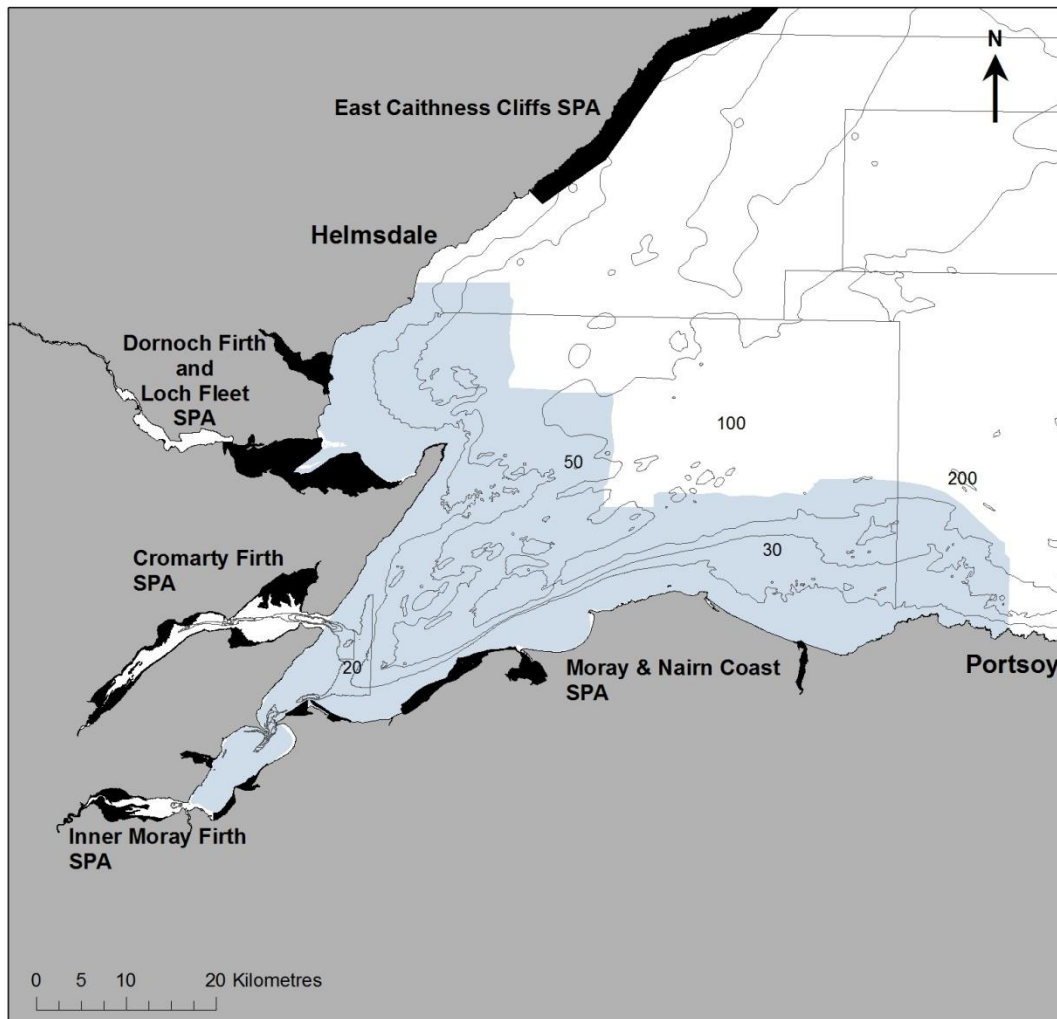 N
East Caithness Cliffs SPA
Helmsdale
Dornoch Firth
and
Loch Fleet
SPA
100
50
200
30
Cromarty Firth
SPA
20
Moray & Nairn Coast
SPA
Portsoy
Inner Moray Firth
SPA
0 5 10 20 Kilometres